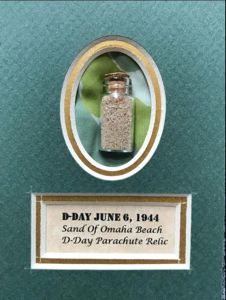 D-DAY JUNE 6, 1944
Sand Of Omaha Beach
D-Day Parachute Relic